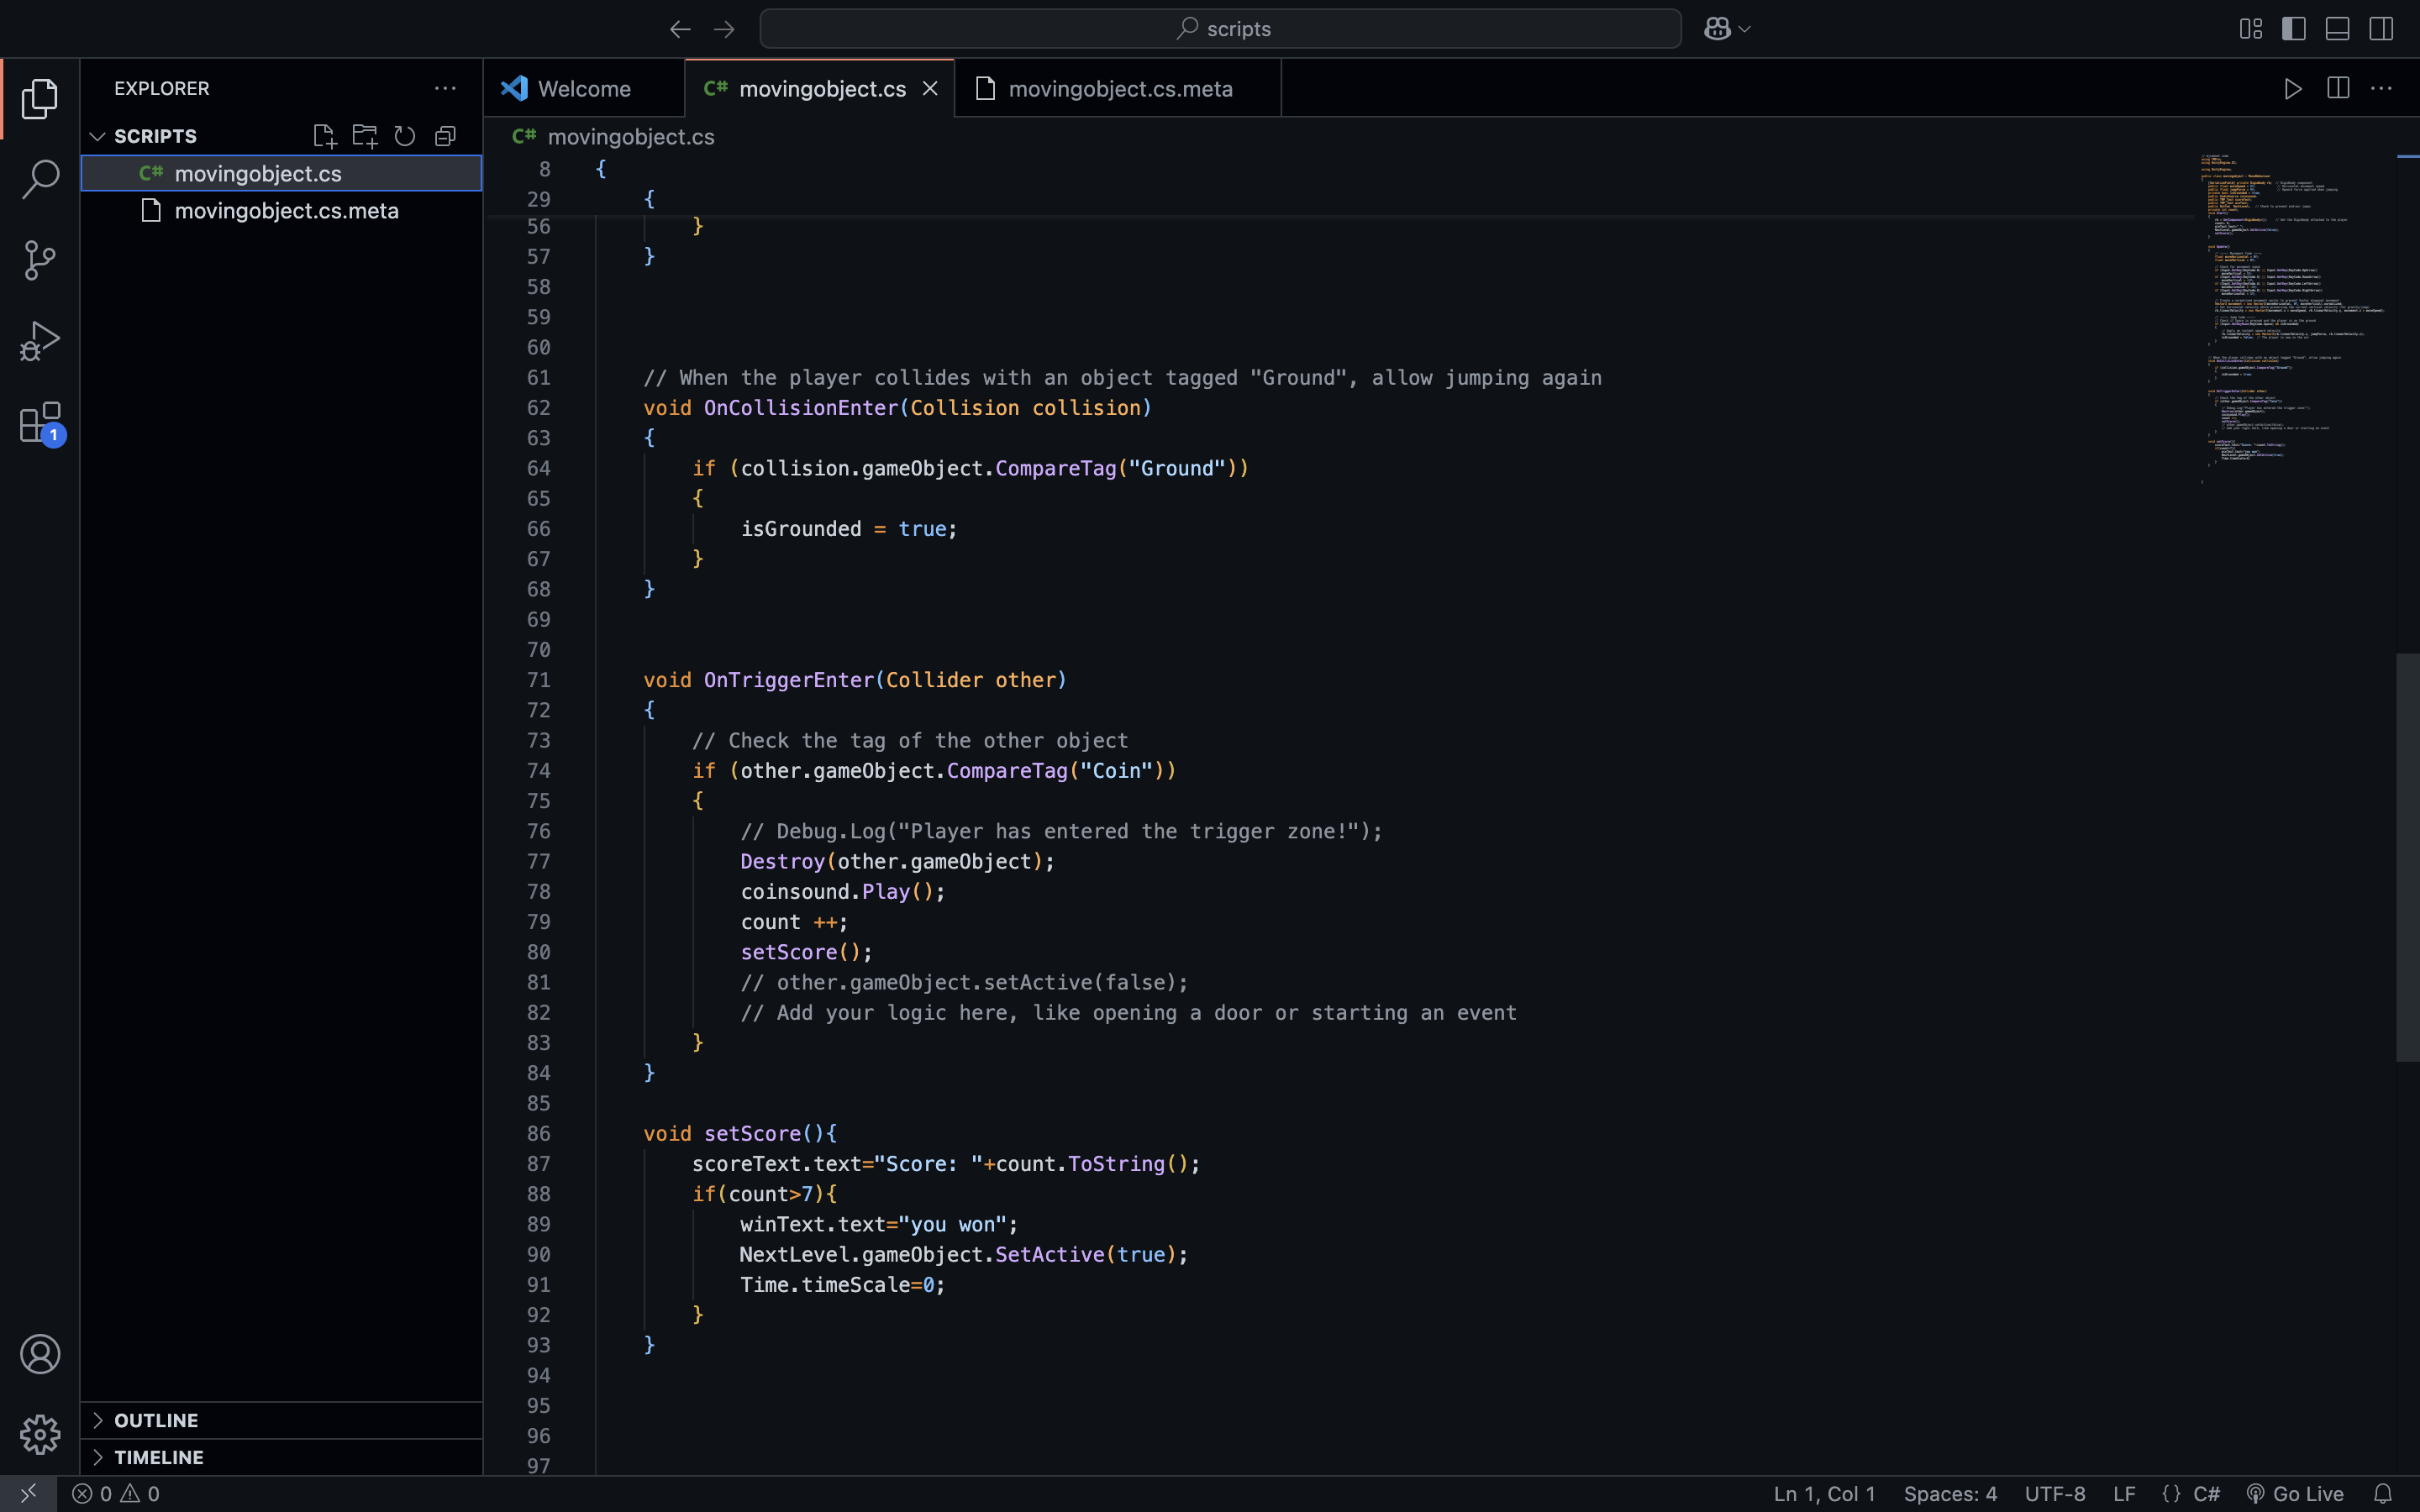 scripts
EXPLORER
SCRIPTS
C# movingobject.cs
movingobject.cs.meta
OUTLINE
TIMELINE
1
Welcome
C# movingobject.cs
movingobject.cs.meta
C# movingobject.cs
8 {
29 {
56 }
57 }
58
59
60
61 // When the player collides with an object tagged "Ground", allow jumping again
62 void OnCollisionEnter(Collision collision)
63 {
64 if (collision.gameObject.CompareTag("Ground"))
65 {
66 isGrounded = true;
67 }
68 }
69
70
71 void OnTriggerEnter(Collider other)
72 {
73 // Check the tag of the other object
74 if (other.gameObject.CompareTag("Coin"))
75 {
76 // Debug.Log("Player has entered the trigger zone!");
77 Destroy(other.gameObject);
78 coinsound.Play();
79 count ++;
80 setScore();
81 // other.gameObject.setActive(false);
82 // Add your logic here, like opening a door or starting an event
83 }
84 }
85
86 void setScore(){
87 scoreText.text="Score: "+count.ToString();
88 if(count>7){
89 winText.text="you won";
90 NextLevel.gameObject.SetActive(true);
91 Time.timeScale=0;
92 }
93 }
94
95
96
97
0 0
Ln 1, Col 1 Spaces: 4 UTF-8 LF {} C# Go Live